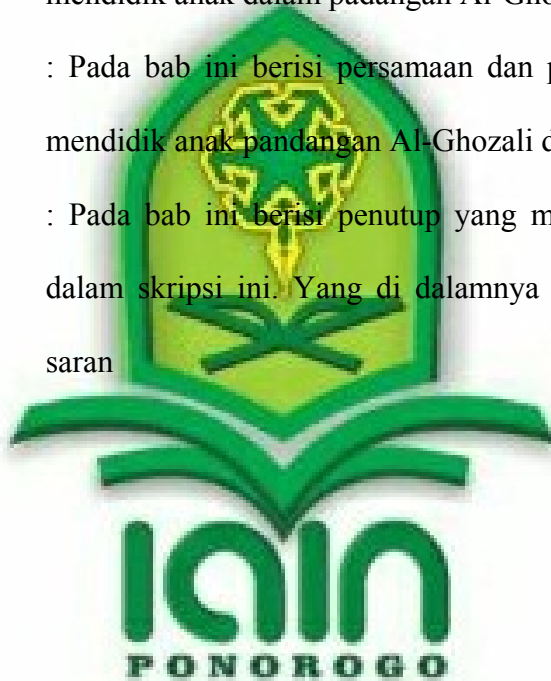 mendidik anak dalam padangan Al-Gho
: Pada bab ini berisi persamaan dan p
mendidik anak pandangan Al-Ghozali d
: Pada bab ini berisi penutup yang m
dalam skripsi ini. Yang di dalamnya
saran
IAIN
PONOROGO